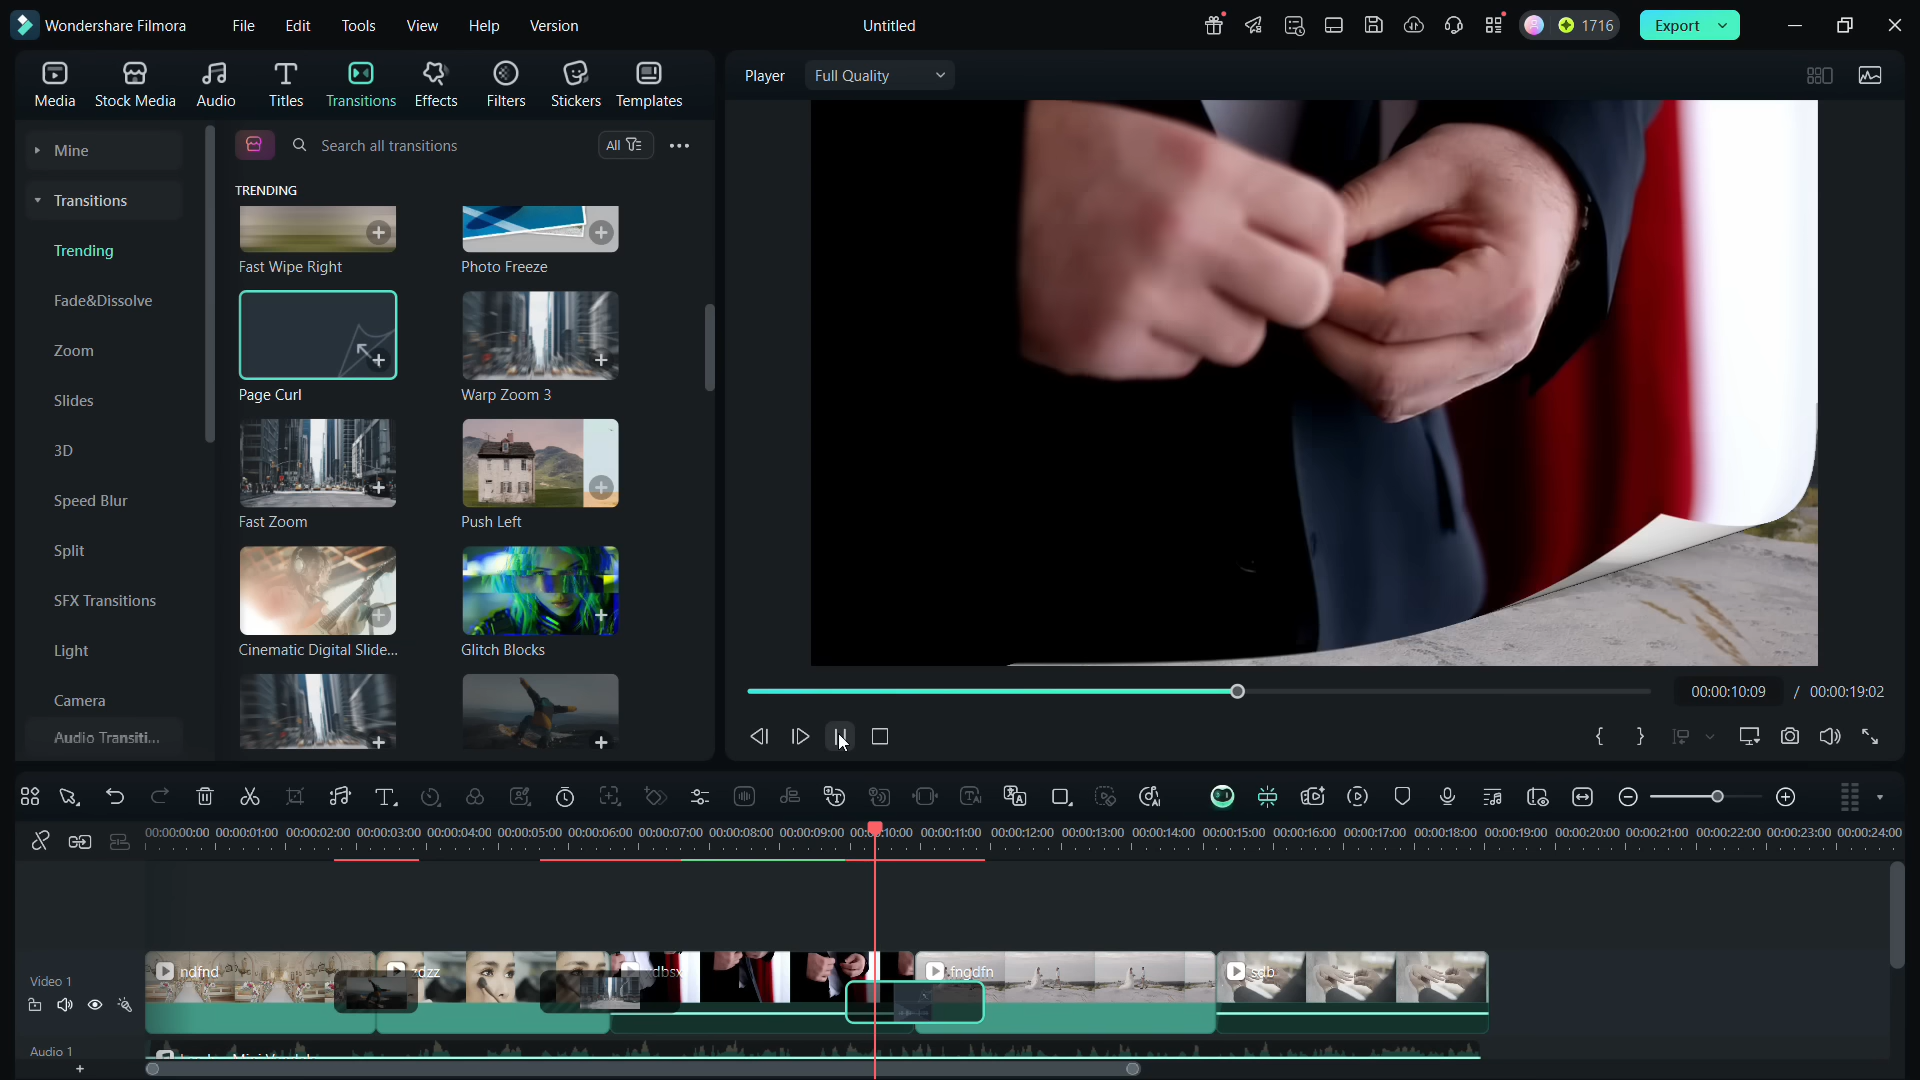 Wondershare Filmora
File
Edit
Tools
View
Help
Version
Untitled
1716
Export
Media
Stock Media
Audio
Titles
Transitions
Effects
Filters
Stickers
Templates
Player
Full Quality
Mine
Transitions
Trending
Fade&Dissolve
Zoom
Slides
3D
Speed Blur
Split
SFX Transitions
Light
Camera
Audio Transiti...
Search all transitions
All
TRENDING
Fast Wipe Right
Photo Freeze
Page Curl
Warp Zoom 3
Fast Zoom
Push Left
Cinematic Digital Slide...
Glitch Blocks
00:00:10:09 / 00:00:19:02
00:00:00:00 00:00:01:00 00:00:02:00 00:00:03:00 00:00:04:00 00:00:05:00 00:00:06:00 00:00:07:00 00:00:08:00 00:00:09:00 00:00:10:00 00:00:11:00 00:00:12:00 00:00:13:00 00:00:14:00 00:00:15:00 00:00:16:00 00:00:17:00 00:00:18:00 00:00:19:00 00:00:20:00 00:00:21:00 00:00:22:00 00:00:23:00 00:00:24:00
Video 1
ndfnd
zdzz
dbsx
fngdfn
sdb
Audio 1